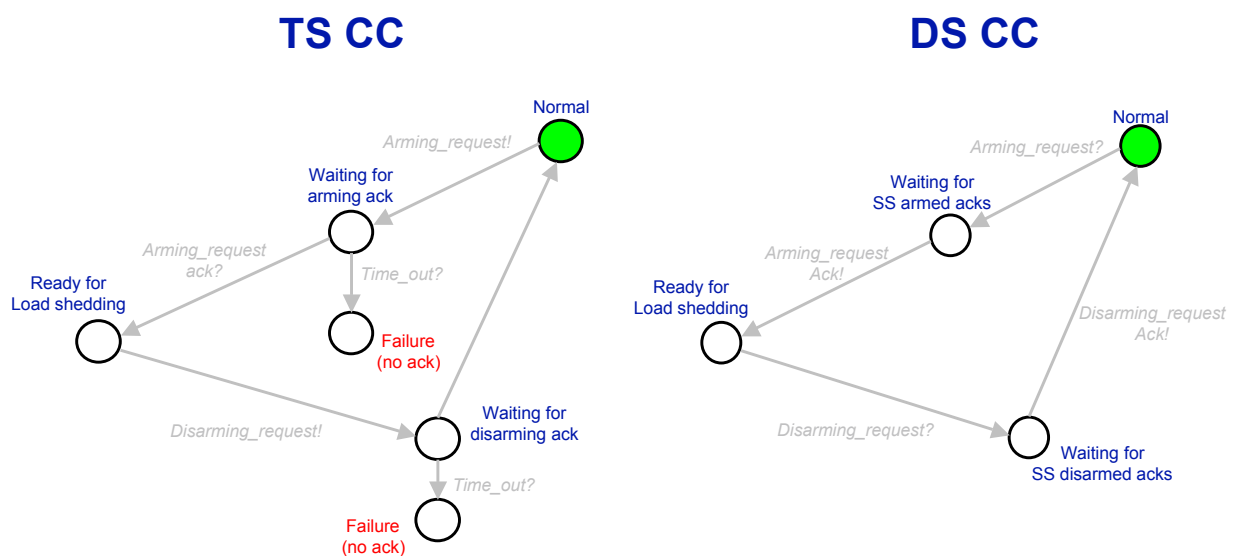 TS CC
Normal
Arming_request!
Waiting for
arming ack
Arming_request
ack?
Time_out?
Ready for
Load shedding
Failure
(no ack)
Waiting for
disarming ack
Disarming_request!
Time_out?
Failure
(no ack)
DS CC
Normal
Arming_request?
Waiting for
SS armed acks
Arming_request
Ack!
Ready for
Load shedding
Disarming_request
Ack!
Disarming_request?
Waiting for
SS disarmed acks